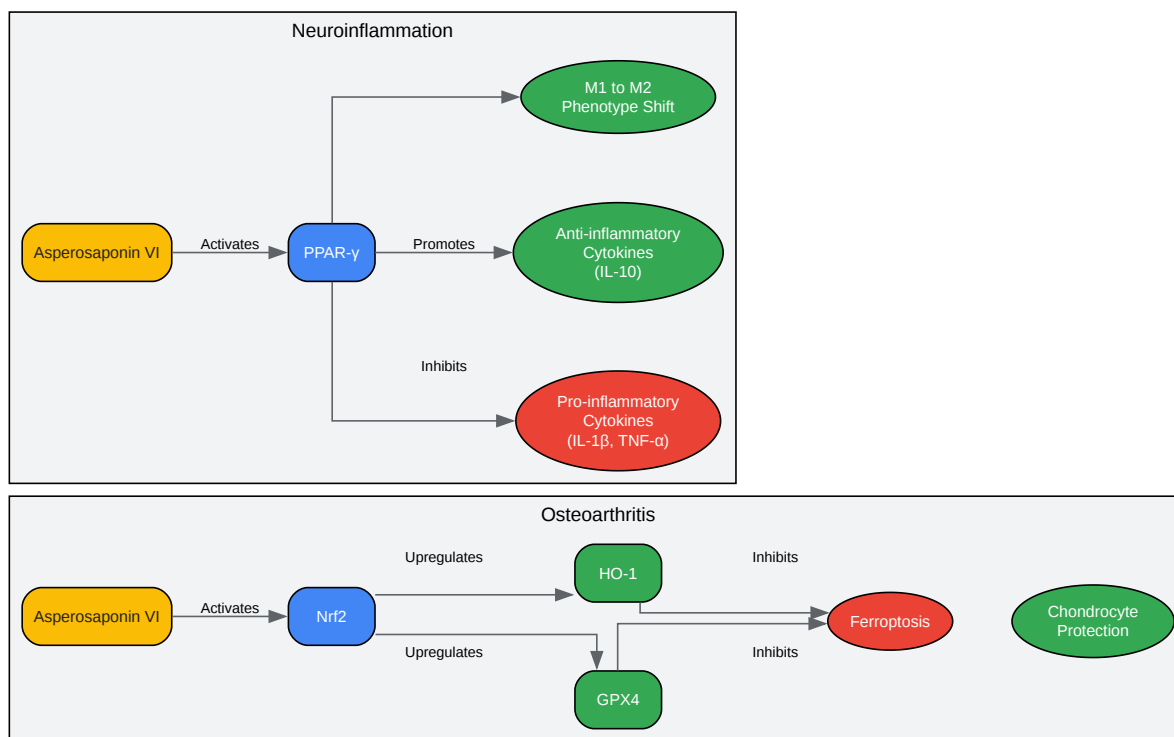 Neuroinflammation
M1 to M2
Phenotype Shift
Asperosaponin VI
Activates
PPAR-γ
Promotes
Anti-inflammatory
Cytokines
(IL-10)
Inhibits
Pro-inflammatory
Cytokines
(IL-1β, TNF-α)
Osteoarthritis
Asperosaponin VI
Activates
Nrf2
Upregulates
HO-1
Inhibits
Upregulates
GPX4
Inhibits
Ferroptosis
Chondrocyte
Protection